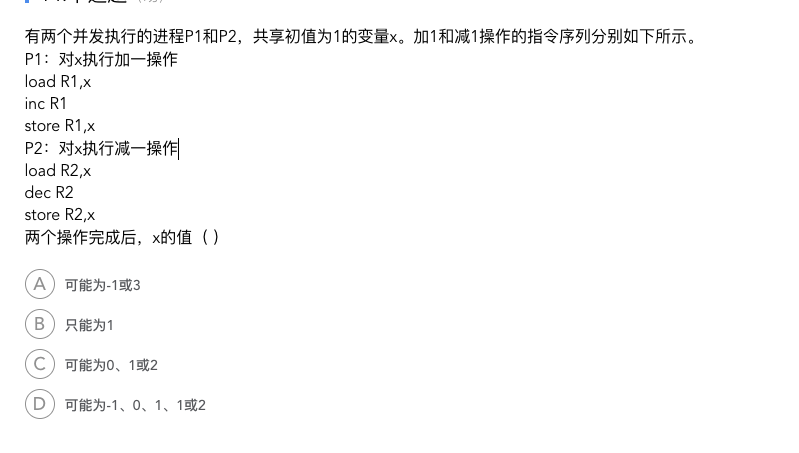 有两个并发执行的进程P1和P2，共享初值为1的变量x。加1和减1操作的指令序列分别如下所示。
P1：对x执行加一操作
load R1,x
inc R1
store R1,x
P2：对x执行减一操作
load R2,x
dec R2
store R2,x
两个操作完成后，x的值（ ）
A 可能为-1或3
B 只能为1
C 可能为0、1或2
D 可能为-1、0、1、1或2